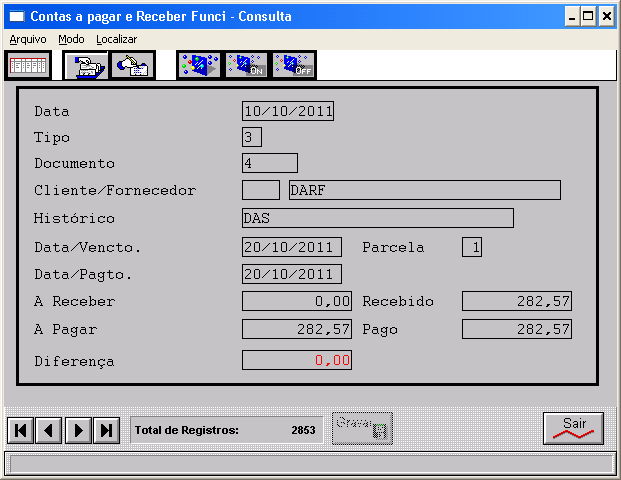 Contas a pagar e Receber Funci - Consulta
Arquivo Modo Localizar
ON OFF
Data 10/10/2011
Tipo 3
Documento 4
Cliente/Fornecedor DARF
Histórico DAS
Data/Vencto. 20/10/2011 Parcela 1
Data/Pagto. 20/10/2011
A Receber 0,00 Recebido 282,57
A Pagar 282,57 Pago 282,57
Diferença 0,00
Total de Registros: 2853 Gravar Sair